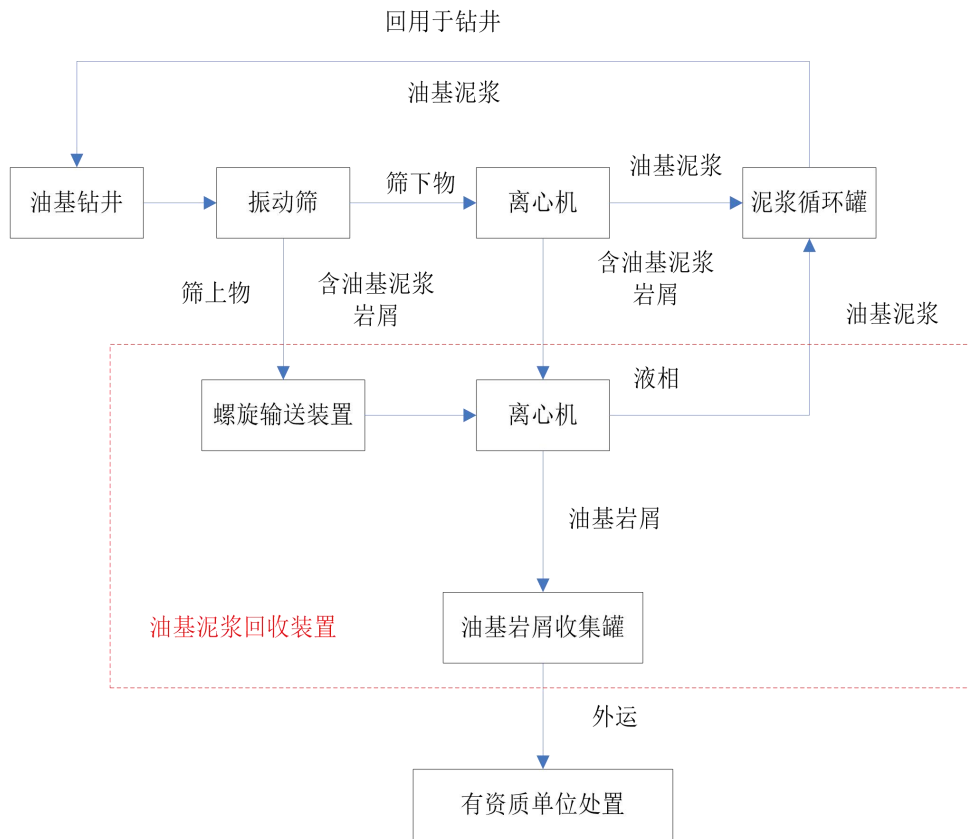 回用于钻井
油基泥浆
油基钻井
振动筛
筛下物
离心机
油基泥浆
泥浆循环罐
筛上物
含油基泥浆
岩屑
含油基泥浆
岩屑
油基泥浆
螺旋输送装置
离心机
液相
油基岩屑
油基泥浆回收装置
油基岩屑收集罐
外运
有资质单位处置